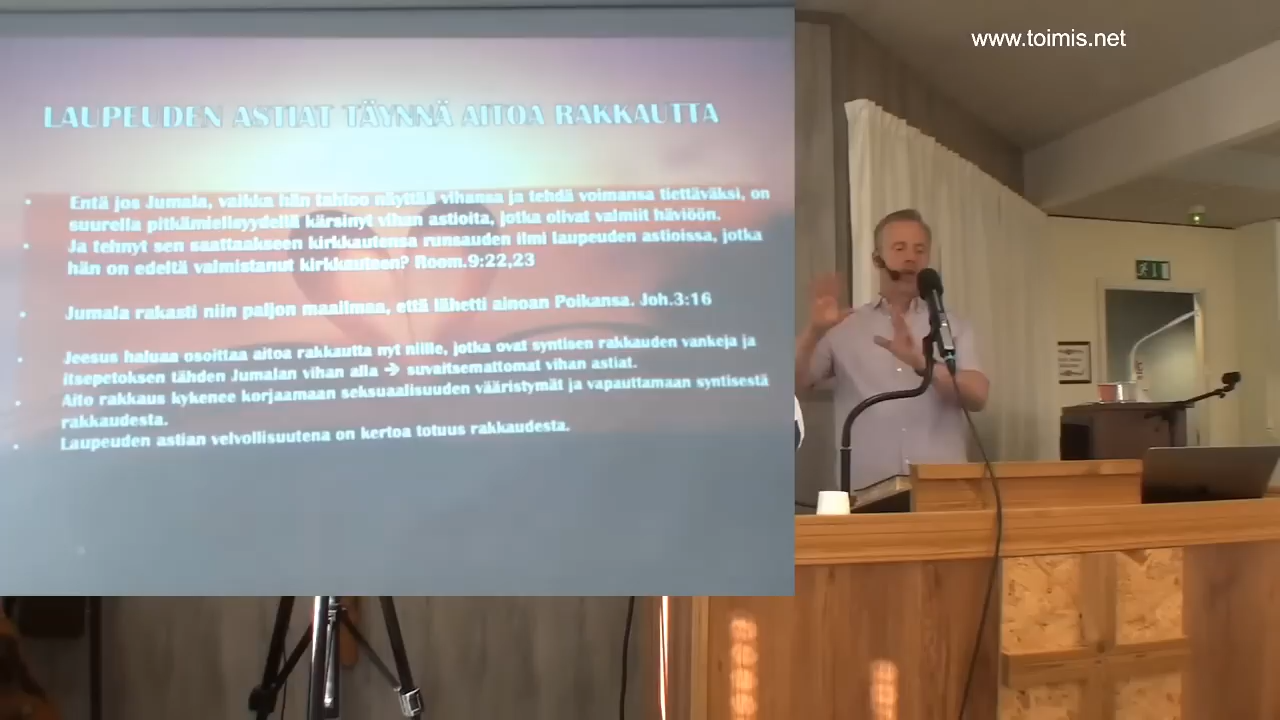 www.toimis.net
LAUPEUDEN ASTIAT TÄYNNÄ AITOA RAKKAUTTA
• Entä jos Jumala, vaikka hän tahtoo näyttää vihansa ja tehdä voimansa tiettäväksi, on
suurella pitkämielisyydellä kärsinyt vihan astioita, jotka olivat valmiit häviöön.
• Ja tehnyt sen saattaakseen kirkkautensa runsauden ilmi laupeuden astioissa, jotka
hän on edeltä valmistanut kirkkauteen? Room.9:22,23
• Jumala rakasti niin paljon maailmaa, että lähetti ainoan Poikansa. Joh.3:16
• Jeesus haluaa osoittaa aitoa rakkautta nyt niille, jotka ovat syntisen rakkauden vankeja ja
itsepetoksen tähden Jumalan vihan alla → suvaitsemattomat vihan astiat.
• Aito rakkaus kykenee korjaamaan seksuaalisuuden vääristymät ja vapauttamaan syntisestä
rakkaudesta.
• Laupeuden astian velvollisuutena on kertoa totuus rakkaudesta.